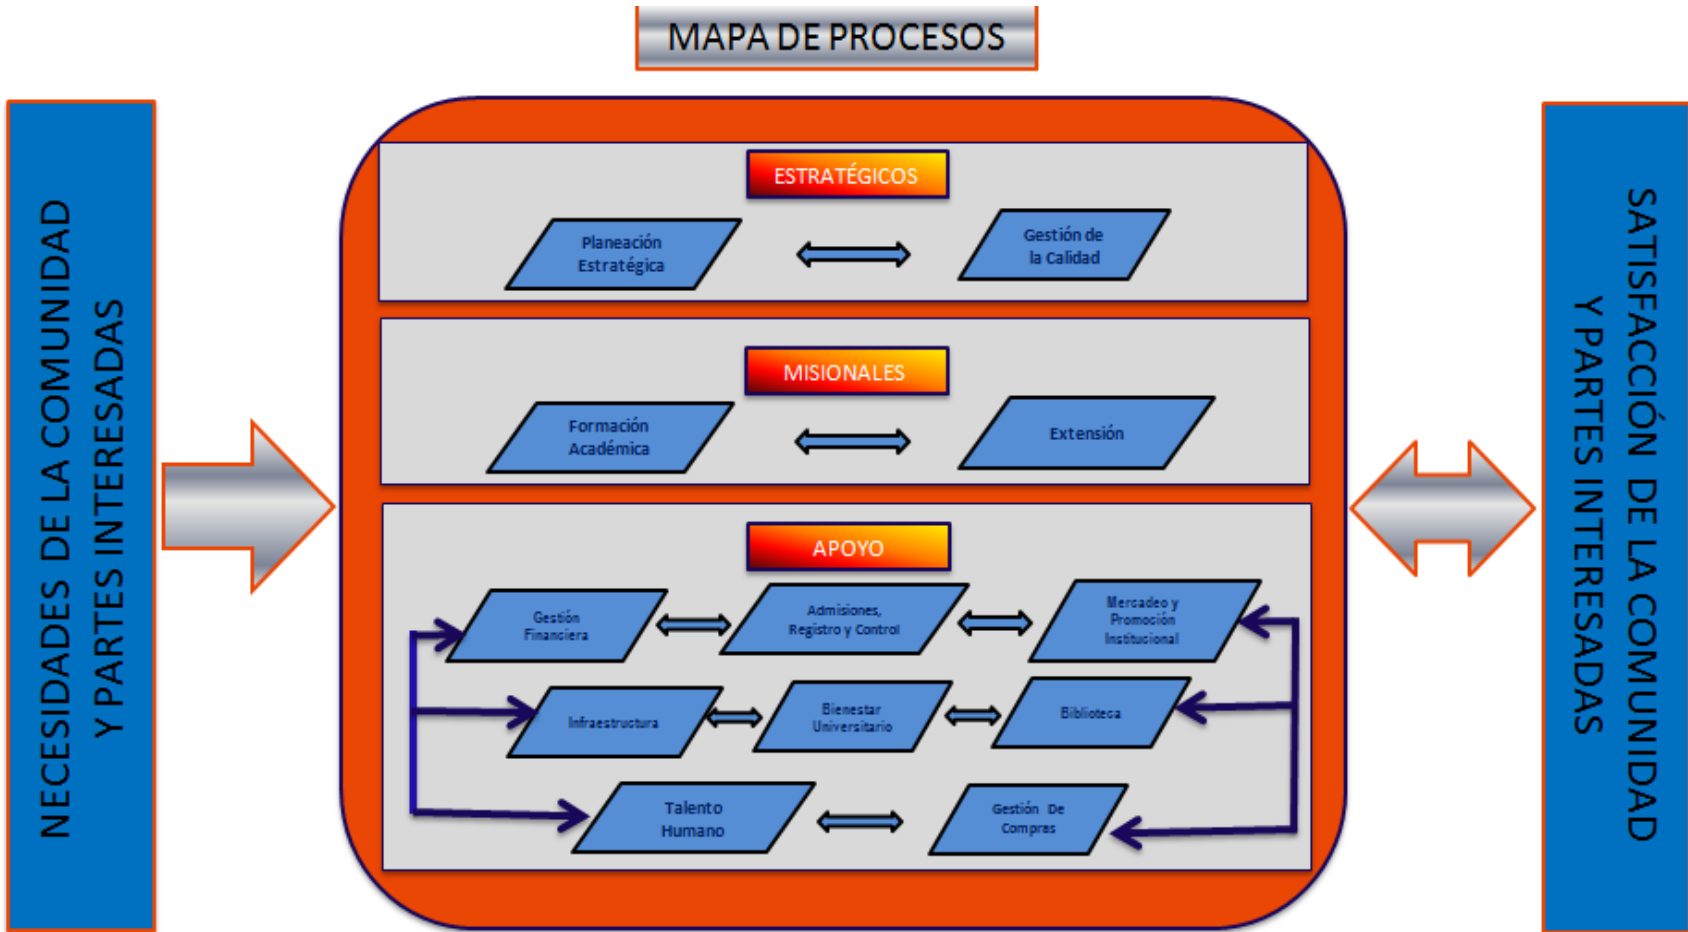 MAPA DE PROCESOS
NECESIDADES DE LA COMUNIDAD
Y PARTES INTERESADAS
ESTRATÉGICOS
Planeación
Estratégica
Gestión de
la Calidad
MISIONALES
Formación
Académica
Extensión
APOYO
Gestión
Financiera
Admisiones,
Registro y Control
Mercadeo y
Promoción
Institucional
Infraestructura
Bienestar
Universitario
Biblioteca
Talento
Humano
Gestión De
Compras
SATISFACCIÓN DE LA COMUNIDAD
Y PARTES INTERESADAS